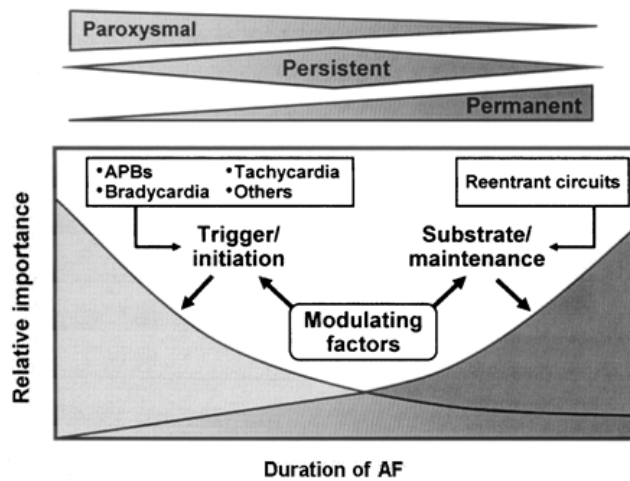 Paroxysmal
Persistent
Permanent
•APBs •Tachycardia
•Bradycardia •Others
Reentrant circuits
Trigger/
initiation
Substrate/
maintenance
Modulating
factors
Relative importance
Duration of AF